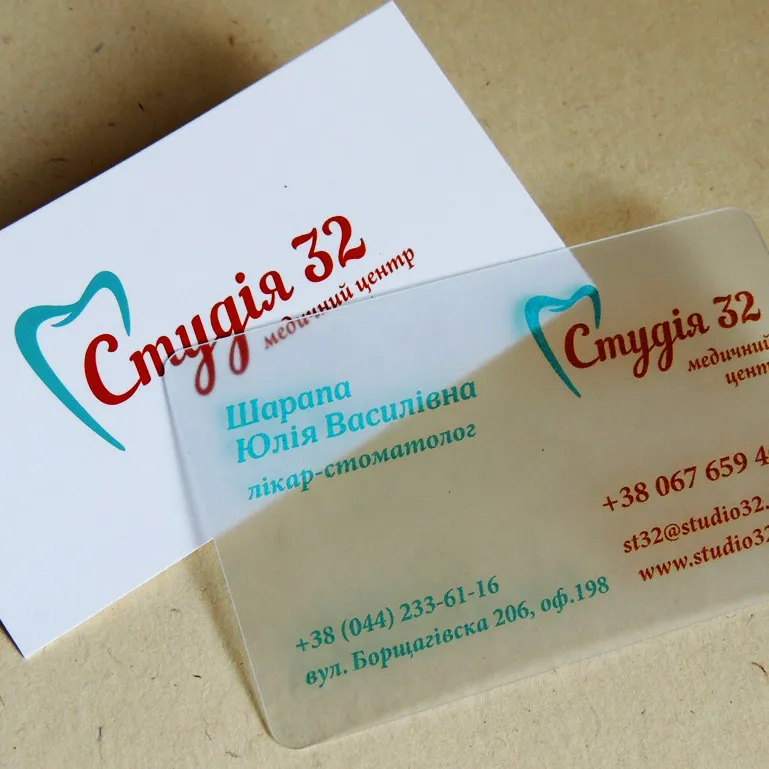 Студія 32
медичний центр
Студія 32
медичний
Шарапа
Юлія Василівна
лікар-стоматолог
+38 067 659 4
st32@studio32.
www.studio32
+38 (044) 233-61-16
вул. Борщагівска 206, оф.198